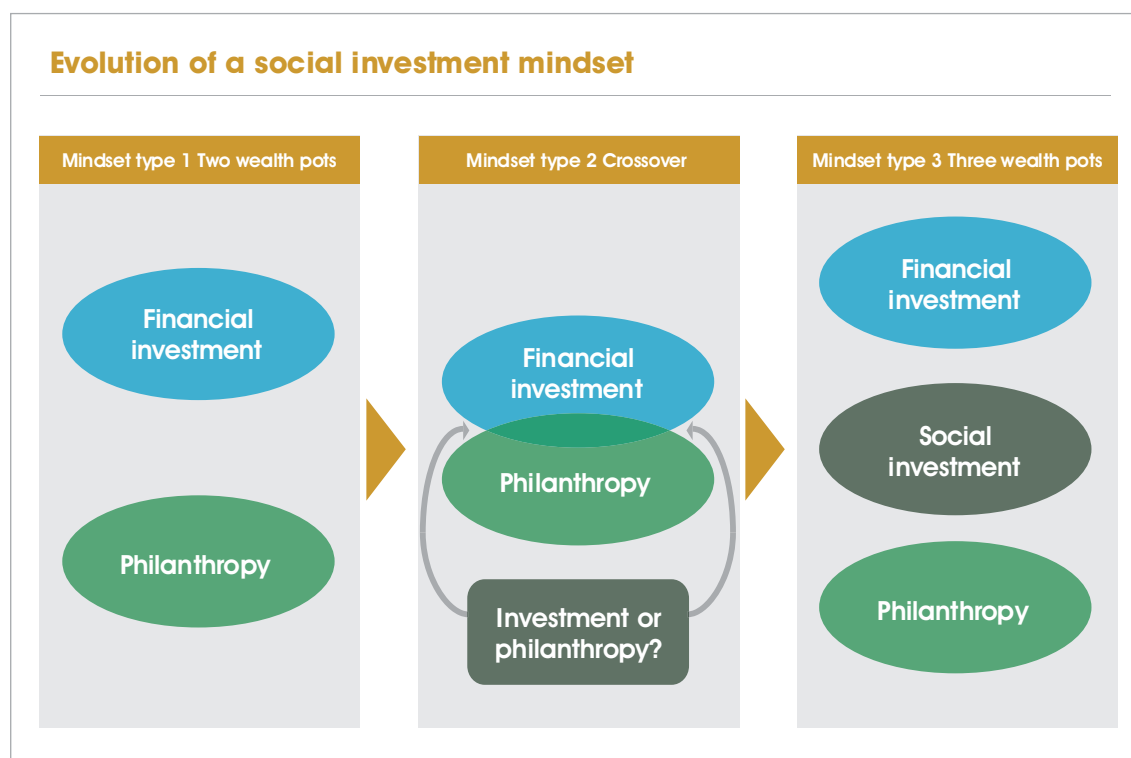 Evolution of a social investment mindset
Mindset type 1 Two wealth pots
Financial
investment
Philanthropy
Mindset type 2 Crossover
Financial
investment
Philanthropy
Investment or
philanthropy?
Mindset type 3 Three wealth pots
Financial
investment
Social
investment
Philanthropy